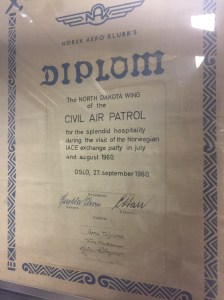 NAK
NORSK AERO KLUBB'S
DIPLOM
The NORTH DAKOTA WING
of the
CIVIL AIR PATROL
for the splendid hospitality
during the visit of the Norwegian
IACE exchange party in july
and august 1960.
OSLO, 27. september 1960.